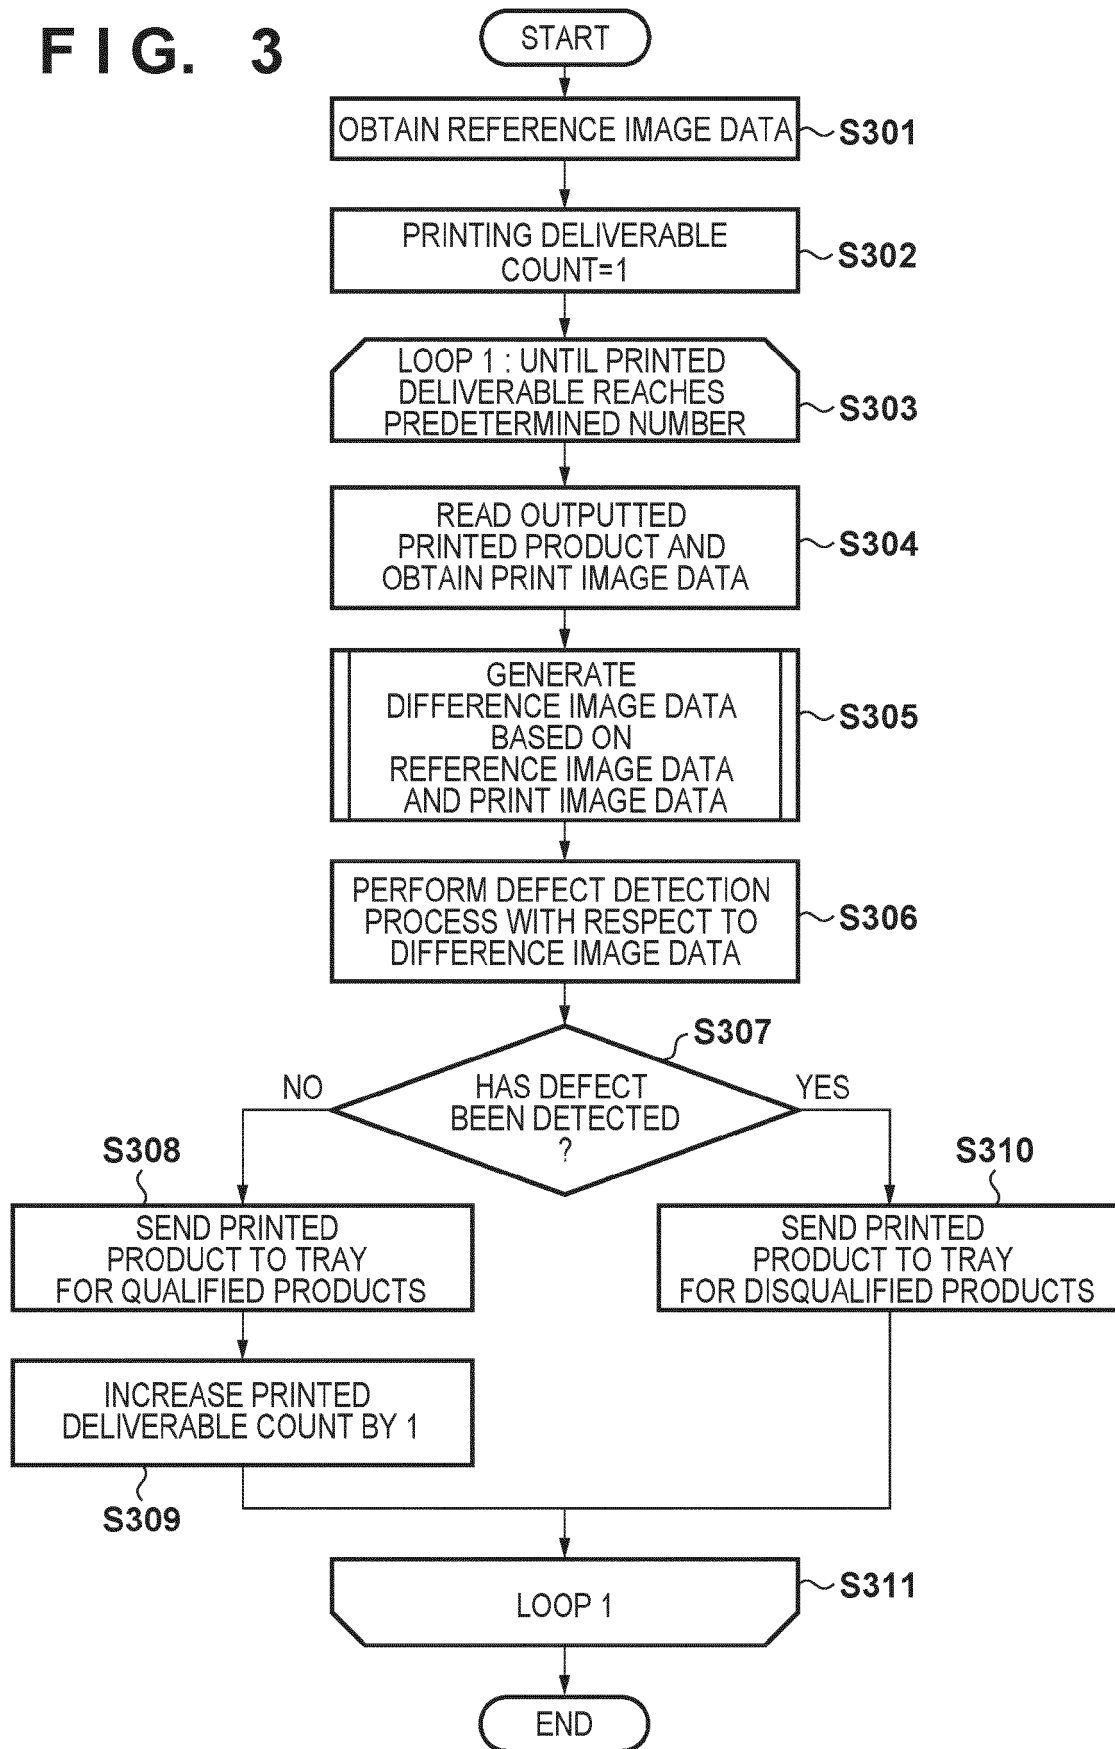 FIG. 3
START
OBTAIN REFERENCE IMAGE DATA
S301
PRINTING DELIVERABLE
COUNT=1
S302
LOOP 1 : UNTIL PRINTED
DELIVERABLE REACHES
PREDETERMINED NUMBER
S303
READ OUTPUTTED
PRINTED PRODUCT AND
OBTAIN PRINT IMAGE DATA
S304
GENERATE
DIFFERENCE IMAGE DATA
BASED ON
REFERENCE IMAGE DATA
AND PRINT IMAGE DATA
S305
PERFORM DEFECT DETECTION
PROCESS WITH RESPECT TO
DIFFERENCE IMAGE DATA
S306
S307
HAS DEFECT
BEEN DETECTED
?
NO
YES
S308
SEND PRINTED
PRODUCT TO TRAY
FOR QUALIFIED PRODUCTS
S310
SEND PRINTED
PRODUCT TO TRAY
FOR DISQUALIFIED PRODUCTS
INCREASE PRINTED
DELIVERABLE COUNT BY 1
S309
LOOP 1
S311
END